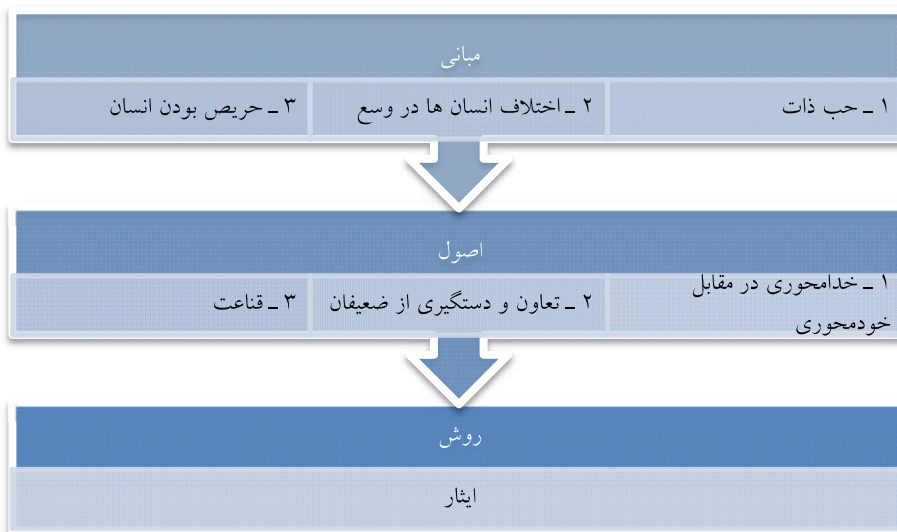 مبانی
۱ ـ حب ذات
۲ ـ اختلاف انسان ها در وسع
۳ ـ حریص بودن انسان
اصول
۱ ـ خدامحوری در مقابل
خودمحوری
۲ ـ تعاون و دستگیری از ضعیفان
۳ ـ قناعت
روش
ایثار